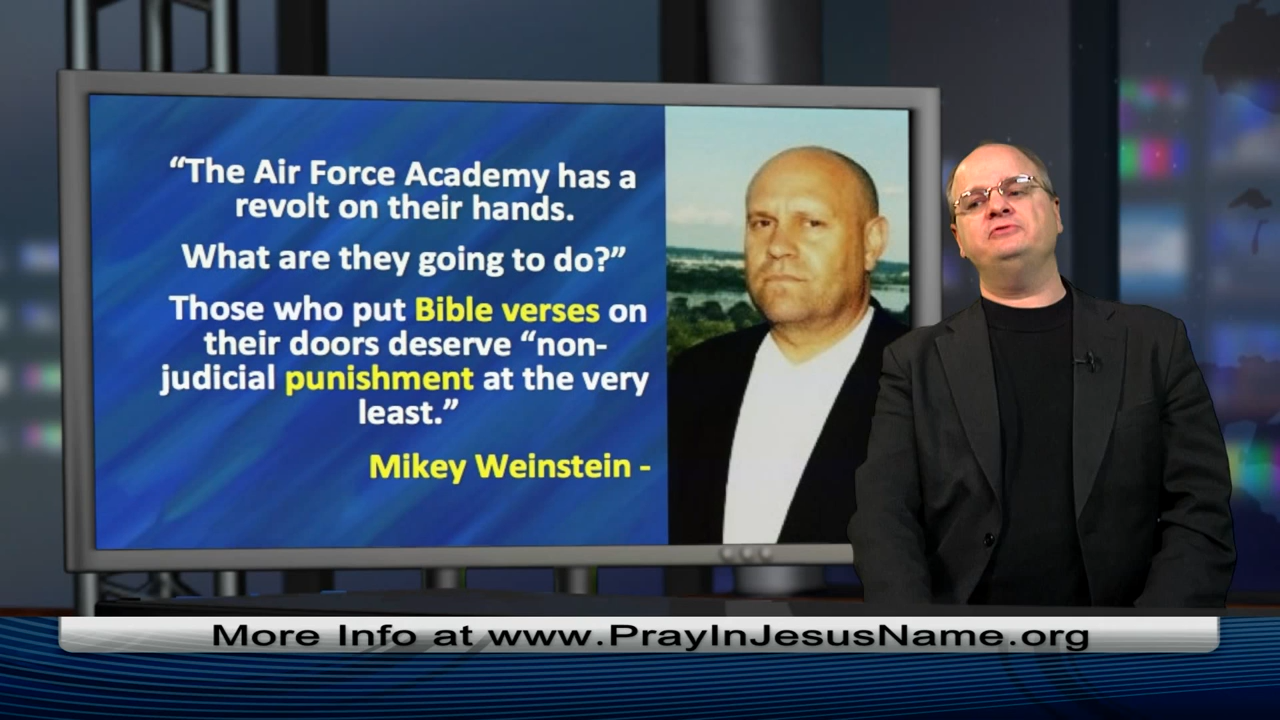 “The Air Force Academy has a
revolt on their hands.
What are they going to do?”
Those who put Bible verses on
their doors deserve “non-
judicial punishment at the very
least.”
Mikey Weinstein -
More Info at www.PrayInJesusName.org